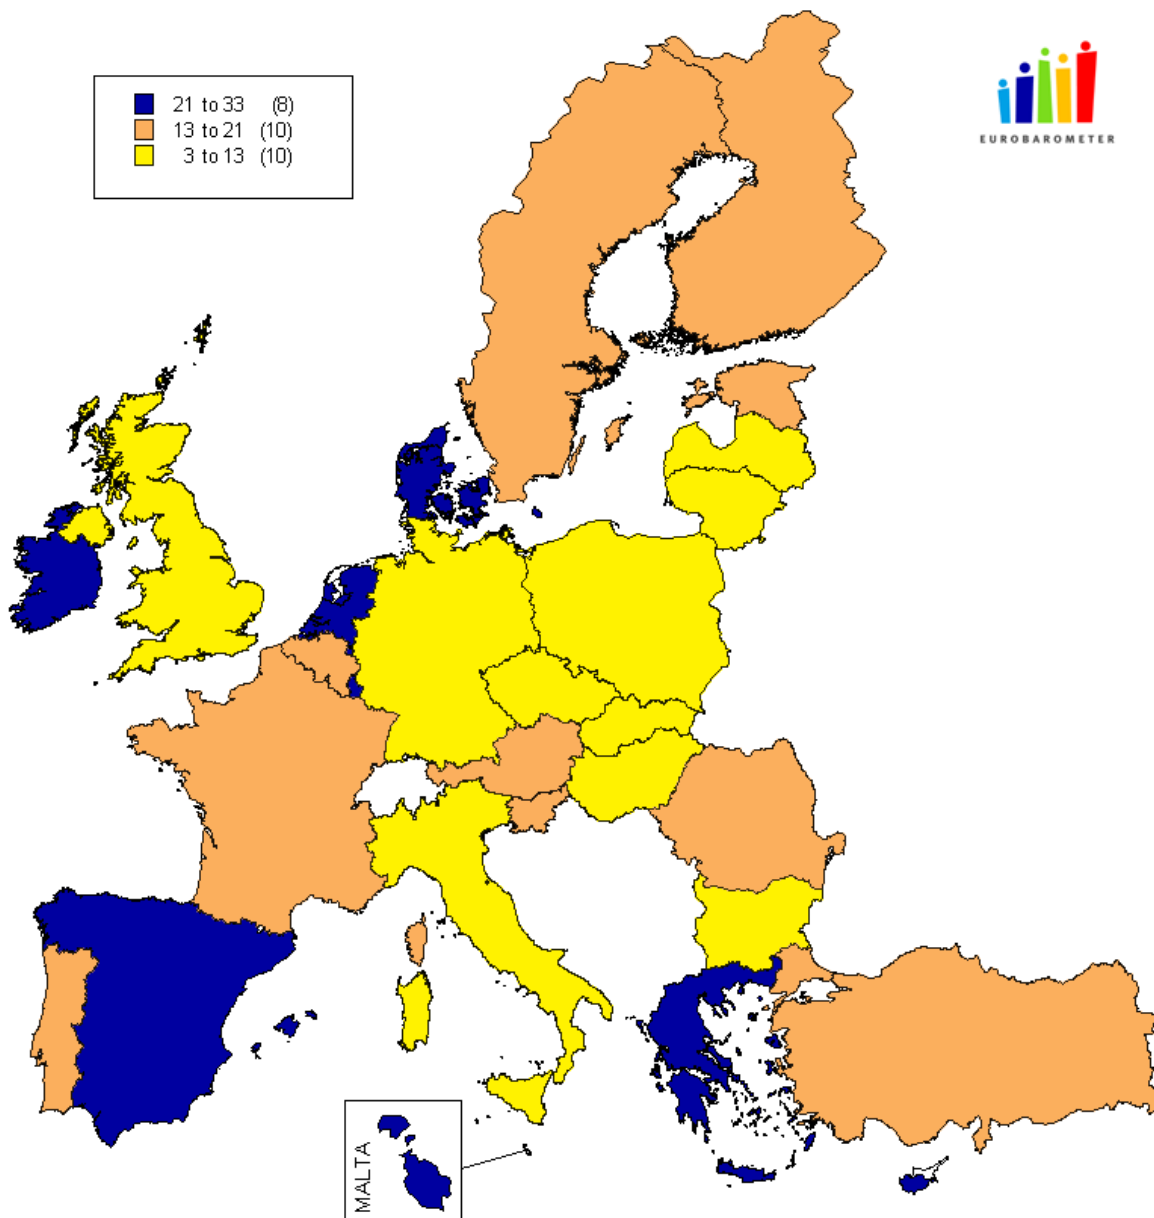 21 to 33 (8)
13 to 21 (10)
3 to 13 (10)
EUROBAROMETER
MALTA